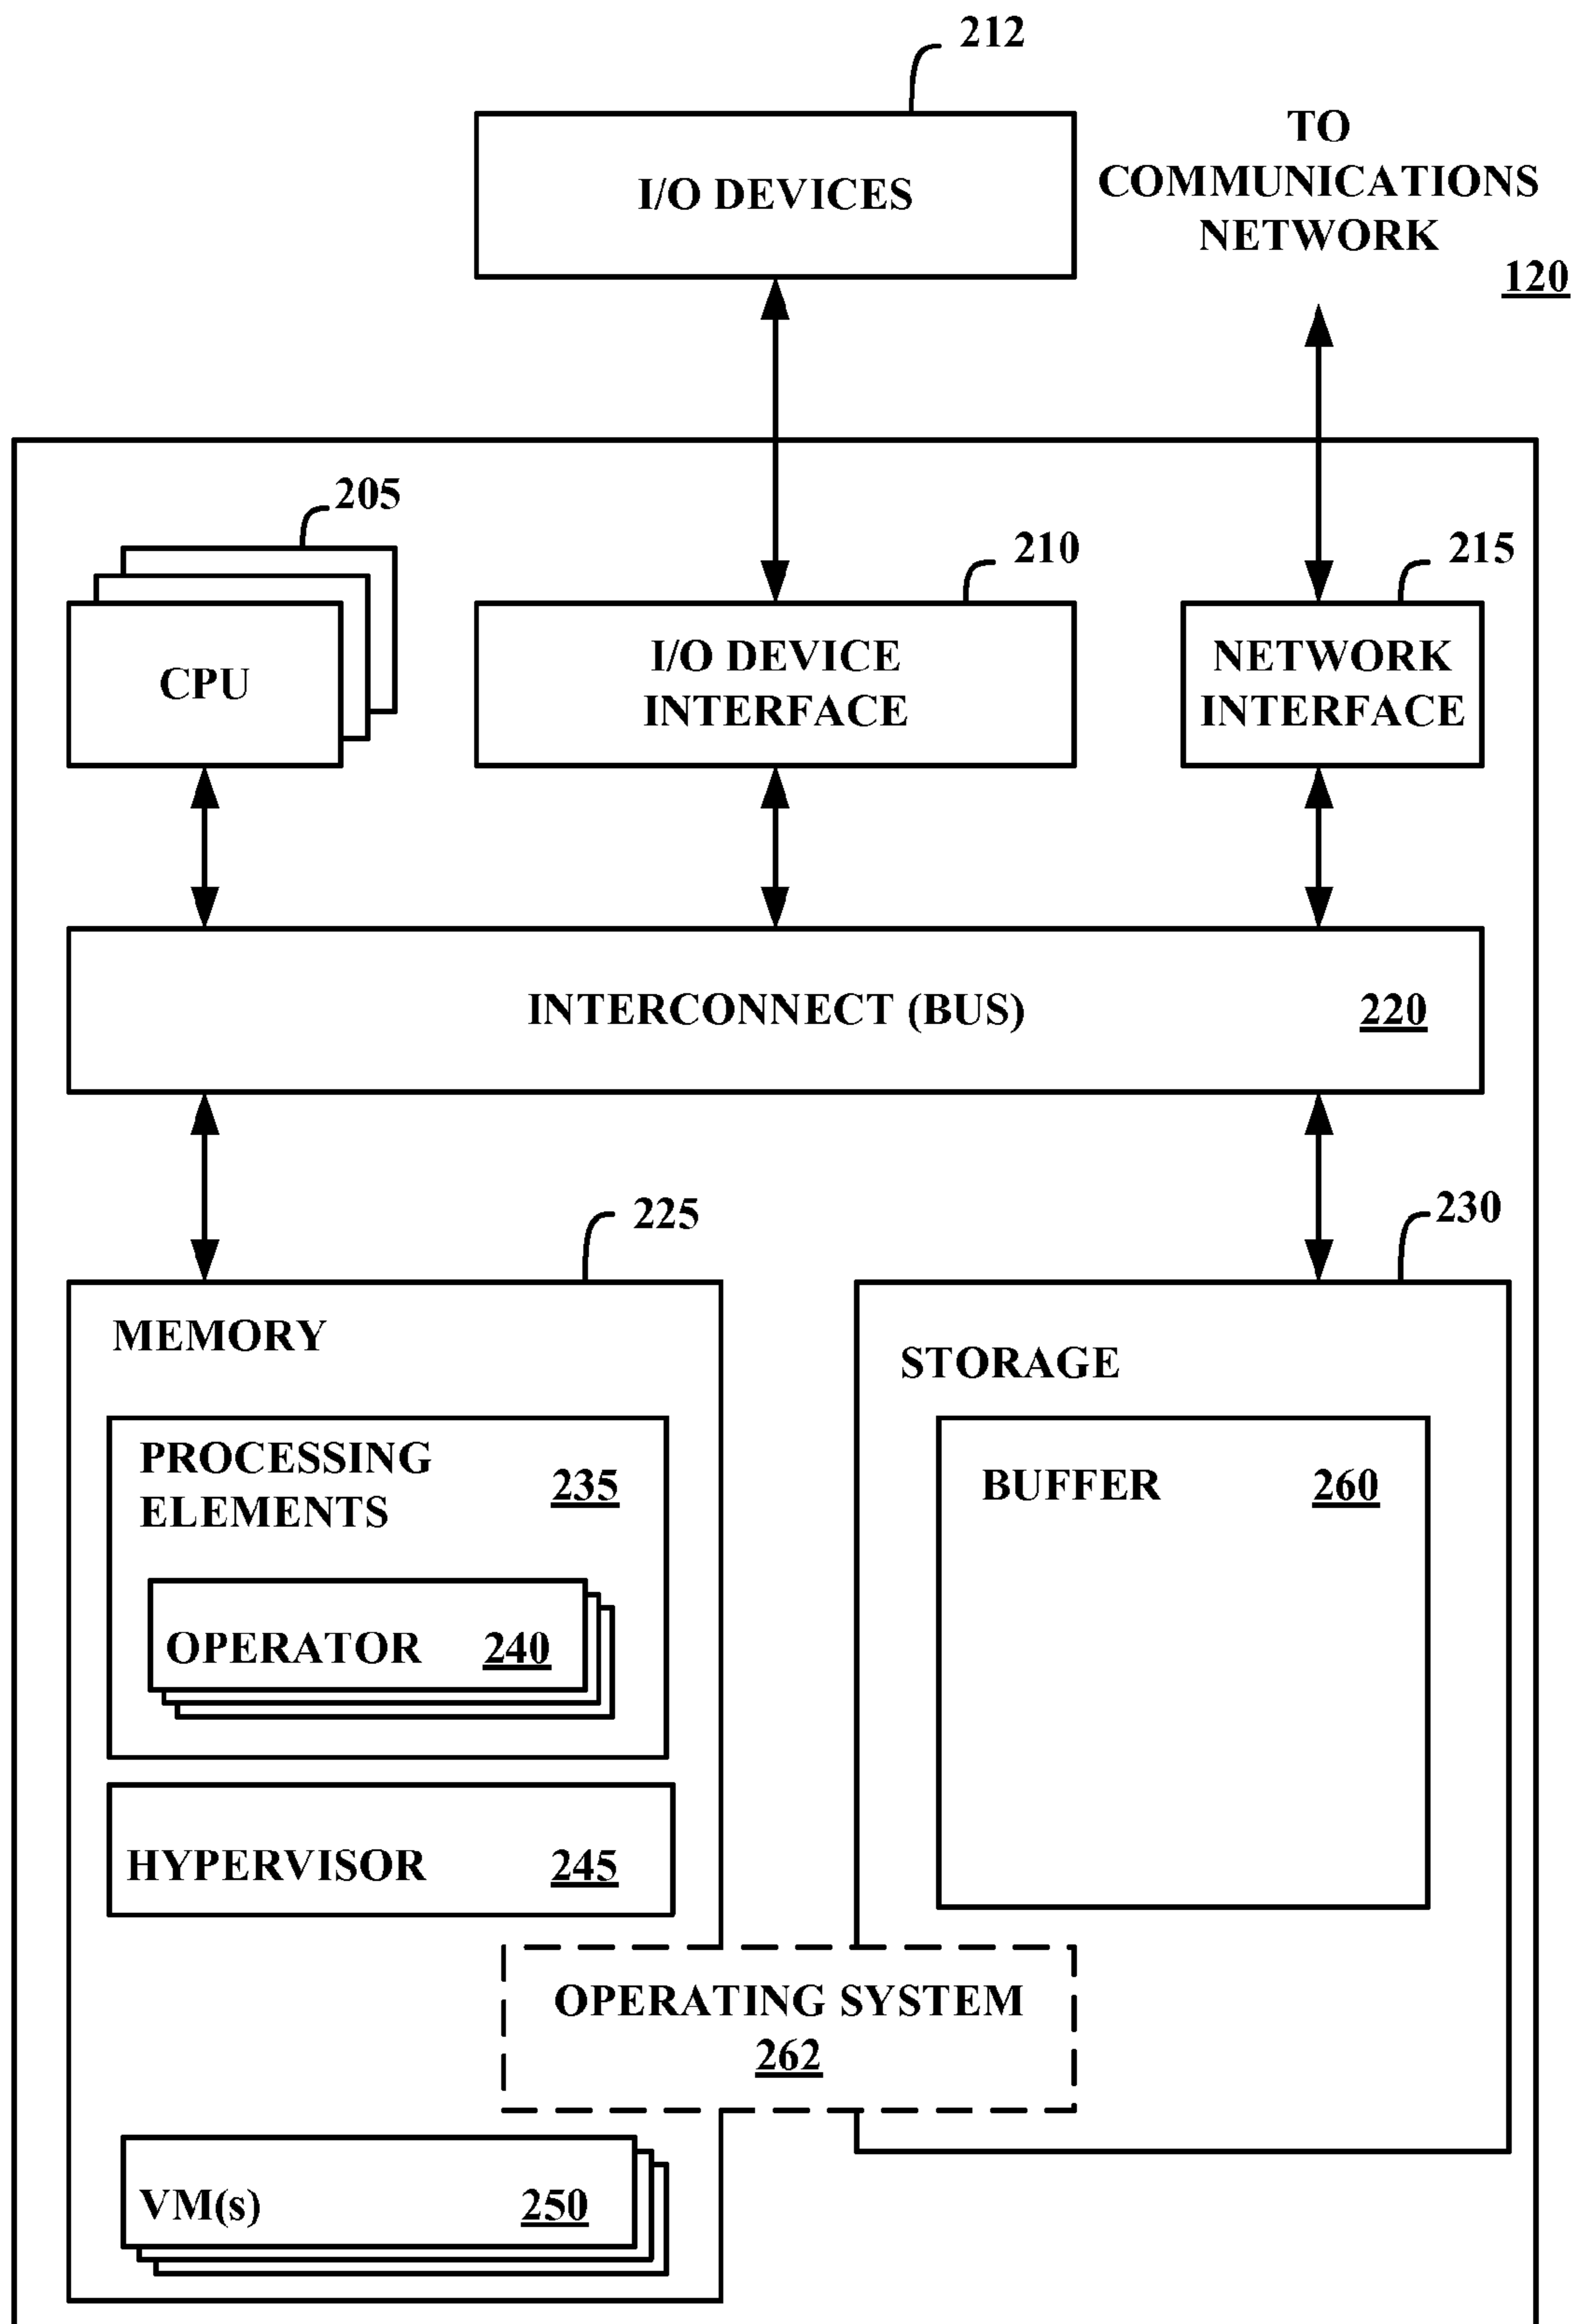 212
I/O DEVICES
TO
COMMUNICATIONS
NETWORK
120
205
210
215
CPU
I/O DEVICE
INTERFACE
NETWORK
INTERFACE
INTERCONNECT (BUS) 220
225
230
MEMORY
PROCESSING
ELEMENTS
235
OPERATOR 240
HYPERVISOR 245
STORAGE
BUFFER 260
OPERATING SYSTEM
262
VM(s) 250